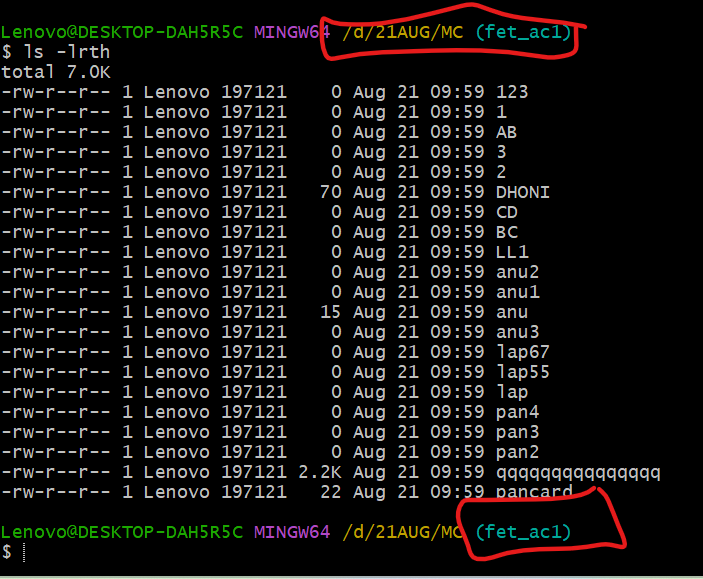 Lenovo@DESKTOP-DAH5R5C MINGW64 /d/21AUG/MC (fet_ac1)
$ ls -lrth
total 7.0K
-rw-r--r-- 1 Lenovo 197121    0 Aug 21 09:59 123
-rw-r--r-- 1 Lenovo 197121    0 Aug 21 09:59 1
-rw-r--r-- 1 Lenovo 197121    0 Aug 21 09:59 AB
-rw-r--r-- 1 Lenovo 197121    0 Aug 21 09:59 3
-rw-r--r-- 1 Lenovo 197121    0 Aug 21 09:59 2
-rw-r--r-- 1 Lenovo 197121   70 Aug 21 09:59 DHONI
-rw-r--r-- 1 Lenovo 197121    0 Aug 21 09:59 CD
-rw-r--r-- 1 Lenovo 197121    0 Aug 21 09:59 BC
-rw-r--r-- 1 Lenovo 197121    0 Aug 21 09:59 LL1
-rw-r--r-- 1 Lenovo 197121    0 Aug 21 09:59 anu2
-rw-r--r-- 1 Lenovo 197121    0 Aug 21 09:59 anu1
-rw-r--r-- 1 Lenovo 197121   15 Aug 21 09:59 anu
-rw-r--r-- 1 Lenovo 197121    0 Aug 21 09:59 anu3
-rw-r--r-- 1 Lenovo 197121    0 Aug 21 09:59 lap67
-rw-r--r-- 1 Lenovo 197121    0 Aug 21 09:59 lap55
-rw-r--r-- 1 Lenovo 197121    0 Aug 21 09:59 lap
-rw-r--r-- 1 Lenovo 197121    0 Aug 21 09:59 pan4
-rw-r--r-- 1 Lenovo 197121    0 Aug 21 09:59 pan3
-rw-r--r-- 1 Lenovo 197121    0 Aug 21 09:59 pan2
-rw-r--r-- 1 Lenovo 197121 2.2K Aug 21 09:59 qqqqqqqqqqqqqqq
-rw-r--r-- 1 Lenovo 197121   22 Aug 21 09:59 pancard
Lenovo@DESKTOP-DAH5R5C MINGW64 /d/21AUG/MC (fet_ac1)
$